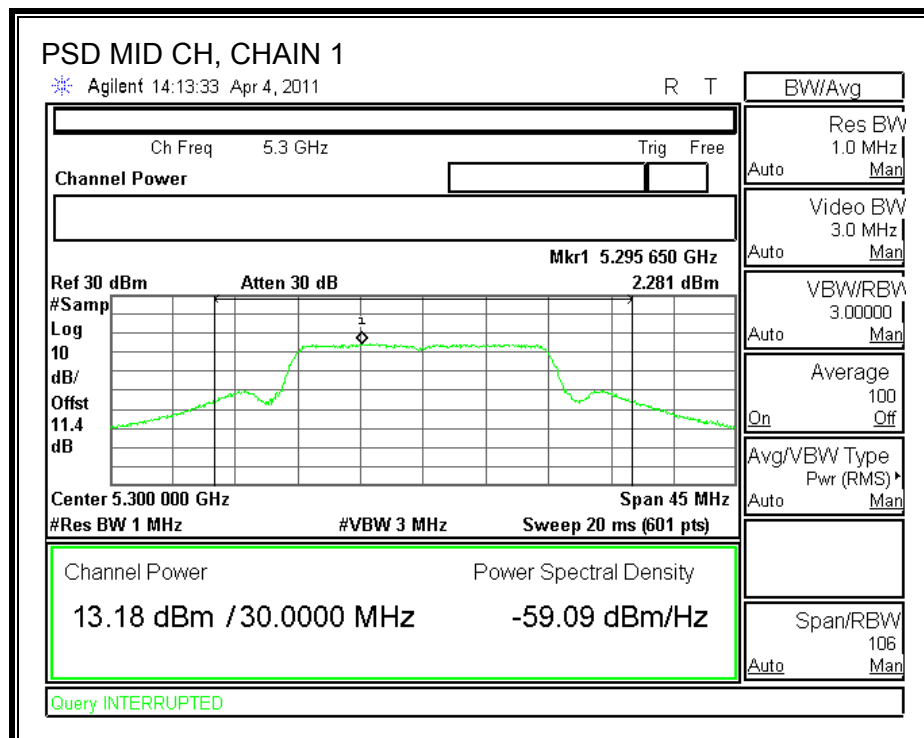 PSD MID CH, CHAIN 1
Agilent 14:13:33 Apr 4, 2011 R T
Ch Freq 5.3 GHz Trig Free
Channel Power
Mkr1 5.295 650 GHz
Ref 30 dBm Atten 30 dB 2.281 dBm
#Samp
Log
10
dB/
Offst
11.4
dB
1
Center 5.300 000 GHz Span 45 MHz
#Res BW 1 MHz #VBW 3 MHz Sweep 20 ms (601 pts)
Channel Power Power Spectral Density
13.18 dBm / 30.0000 MHz -59.09 dBm/Hz
Query INTERRUPTED
BW/Avg
Res BW
1.0 MHz
Auto Man
Video BW
3.0 MHz
Auto Man
VBW/RBW
3.00000
Auto Man
Average
100
On Off
Avg/VBW Type
Pwr (RMS)
Auto Man
Span/RBW
106
Auto Man